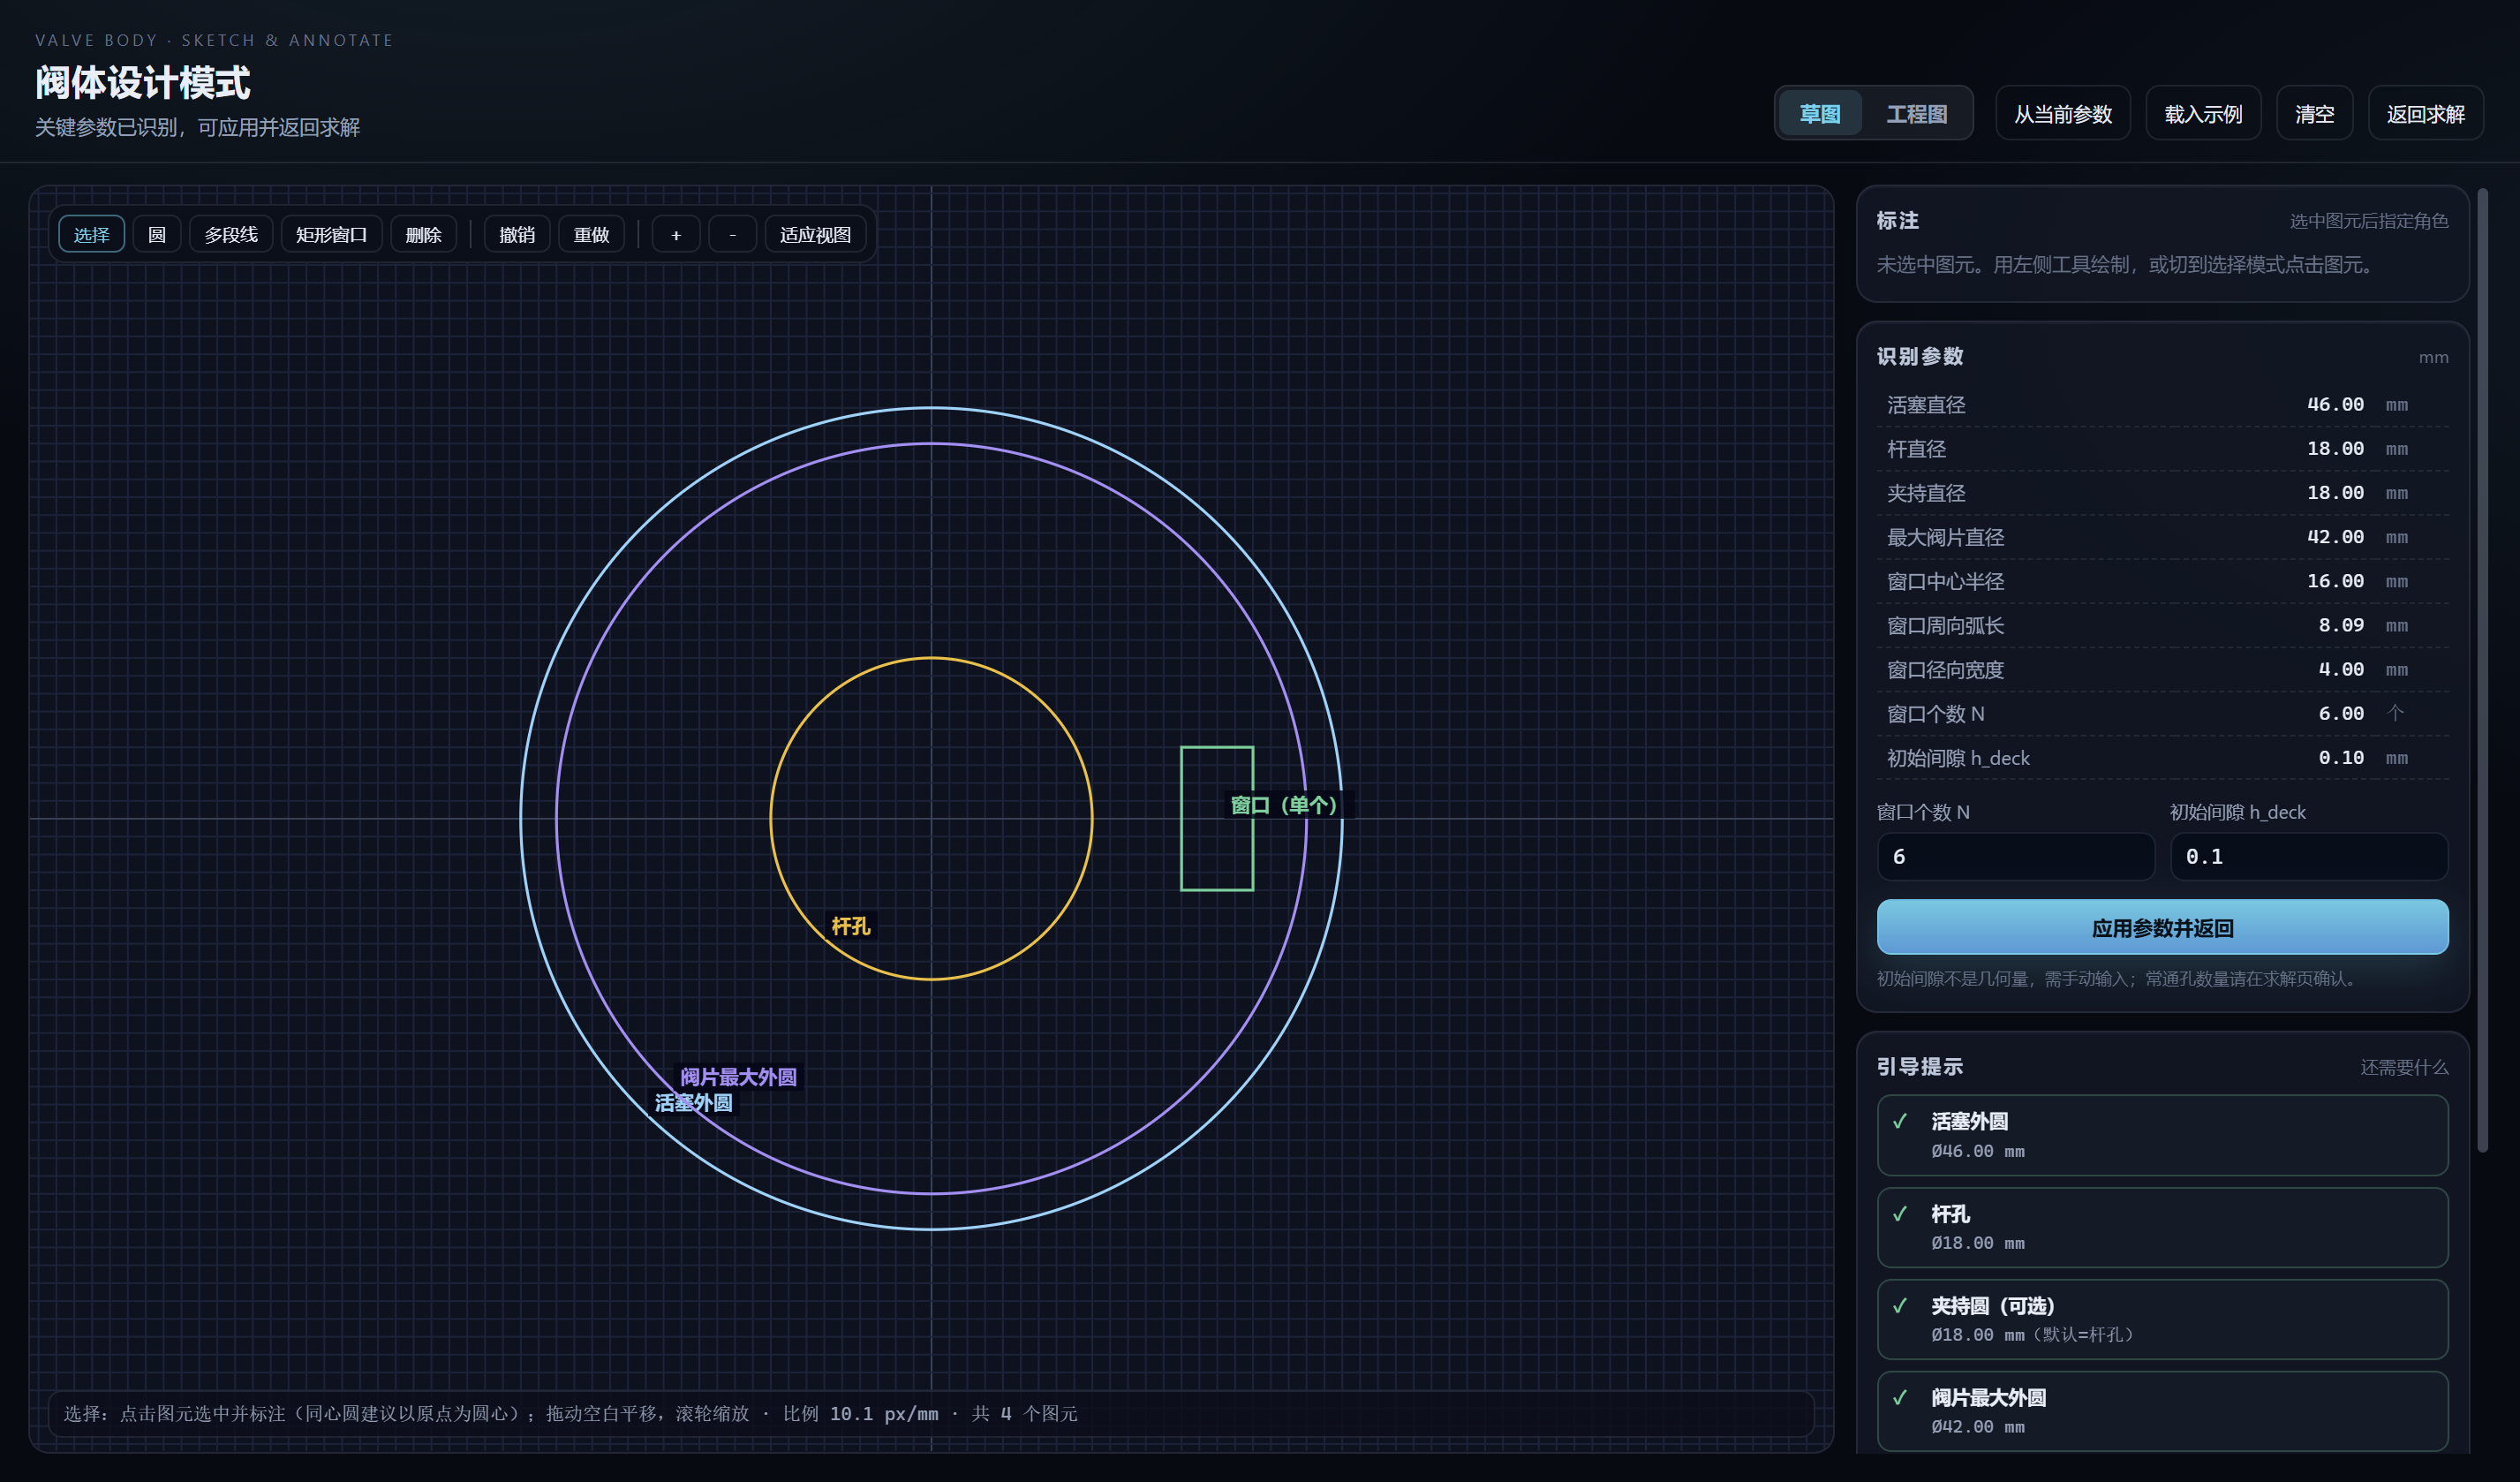 VALVE BODY · SKETCH & ANNOTATE
阀体设计模式
关键参数已识别，可应用并返回求解
草图 工程图 从当前参数 载入示例 清空 返回求解
选择 圆 多段线 矩形窗口 删除 撤销 重做 + - 适应视图
窗口（单个）
杆孔
阀片最大外圆
活塞外圆
选择：点击图元选中并标注（同心圆建议以原点为圆心）；拖动空白平移，滚轮缩放 · 比例 10.1 px/mm · 共 4 个图元
标注 选中图元后指定角色
未选中图元。用左侧工具绘制，或切到选择模式点击图元。
识别参数 mm
活塞直径 46.00 mm
杆直径 18.00 mm
夹持直径 18.00 mm
最大阀片直径 42.00 mm
窗口中心半径 16.00 mm
窗口周向弧长 8.09 mm
窗口径向宽度 4.00 mm
窗口个数 N 6.00 个
初始间隙 h_deck 0.10 mm
窗口个数 N 初始间隙 h_deck
6 0.1
应用参数并返回
初始间隙不是几何量，需手动输入；常通孔数量请在求解页确认。
引导提示 还需要什么
✓ 活塞外圆
Ø46.00 mm
✓ 杆孔
Ø18.00 mm
✓ 夹持圆（可选）
Ø18.00 mm（默认=杆孔）
✓ 阀片最大外圆
Ø42.00 mm